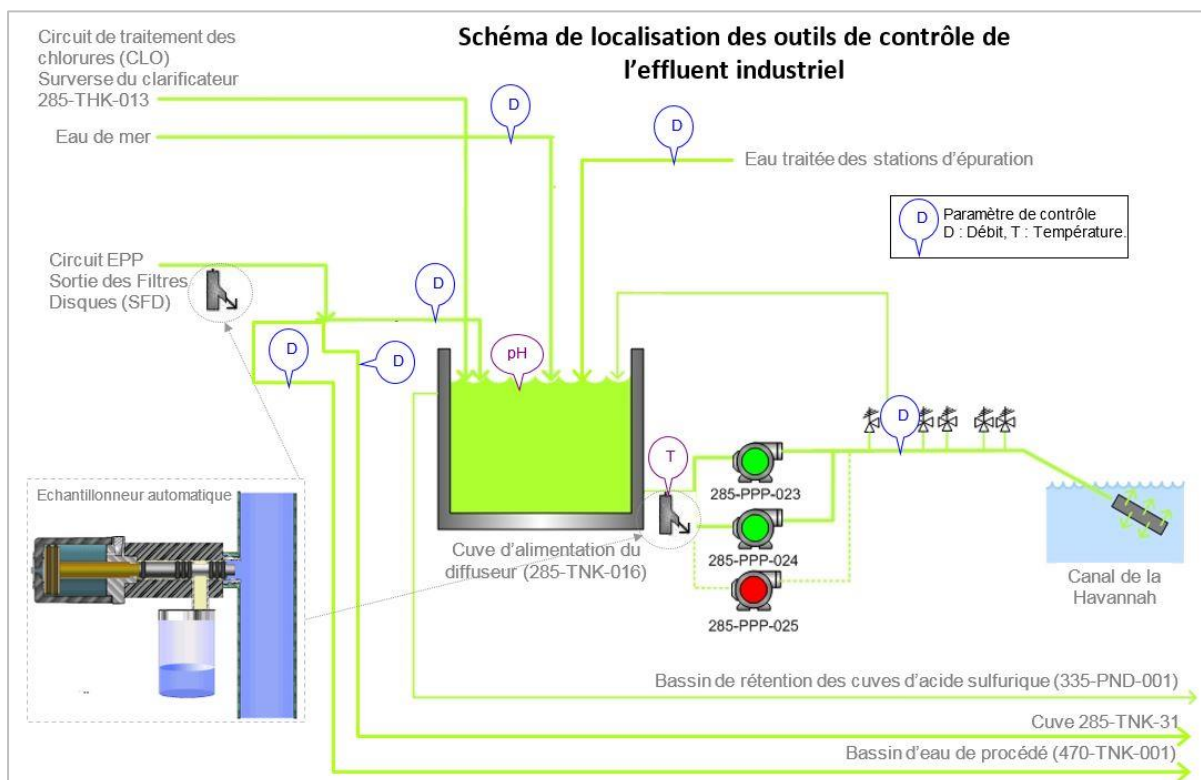 Schéma de localisation des outils de contrôle de
l'effluent industriel
Circuit de traitement des
chlorures (CLO)
Surverse du clarificateur
285-THK-013
D
Eau de mer
D
Eau traitée des stations d'épuration
D
Paramètre de contrôle
D : Débit, T : Température.
Circuit EPP
Sortie des Filtres
Disques (SFD)
D
D
D
pH
D
T
285-PPP-023
Echantillonneur automatique
285-PPP-024
Cuve d'alimentation du
diffuseur (285-TNK-016)
285-PPP-025
Canal de la
Havannah
Bassin de rétention des cuves d'acide sulfurique (335-PND-001)
Cuve 285-TNK-31
Bassin d'eau de procédé (470-TNK-001)